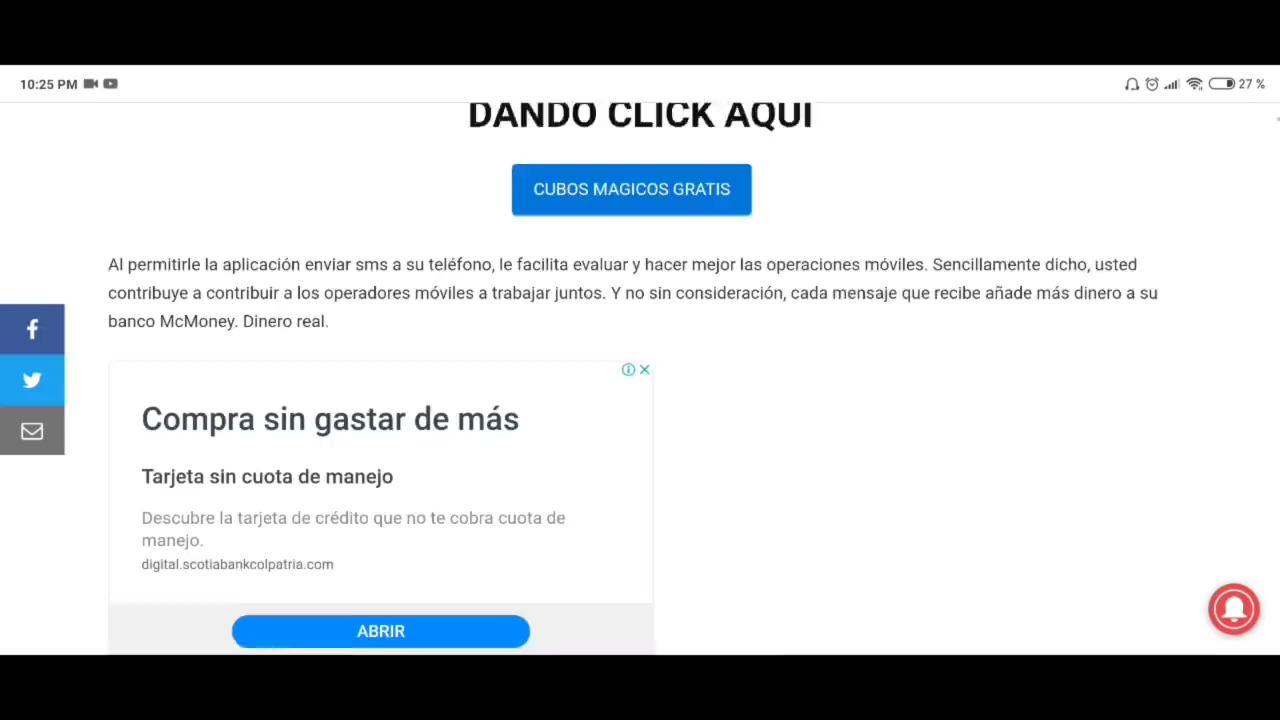 10:25 PM
27 %
DANDO CLICK AQUI
CUBOS MAGICOS GRATIS
Al permitirle la aplicación enviar sms a su teléfono, le facilita evaluar y hacer mejor las operaciones móviles. Sencillamente dicho, usted
contribuye a contribuir a los operadores móviles a trabajar juntos. Y no sin consideración, cada mensaje que recibe añade más dinero a su
banco McMoney. Dinero real.
Compra sin gastar de más
Tarjeta sin cuota de manejo
Descubre la tarjeta de crédito que no te cobra cuota de
manejo.
digital.scotiabankcolpatria.com
ABRIR